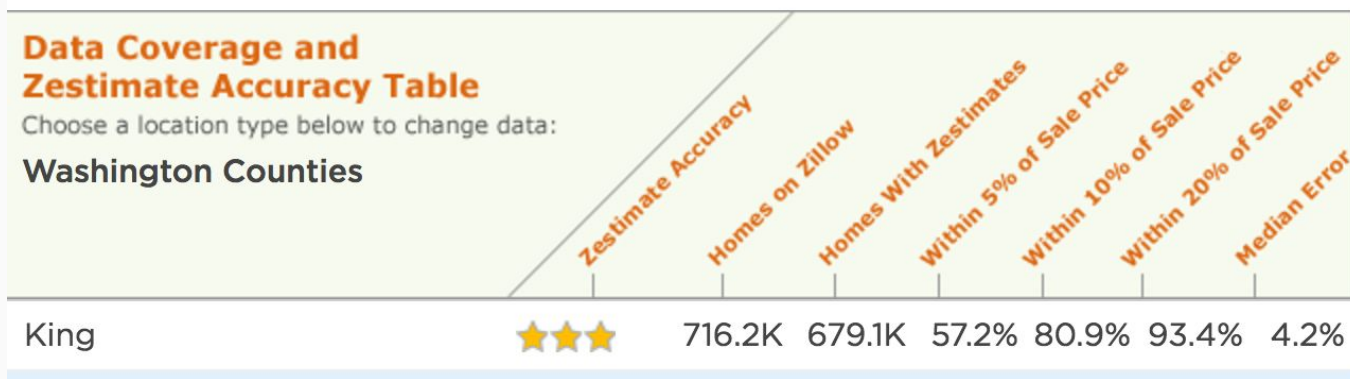 Data Coverage and
Zestimate Accuracy Table
Choose a location type below to change data:
Washington Counties
Zestimate Accuracy
Homes on Zillow
Homes With Zestimates
Within 5% of Sale Price
Within 10% of Sale Price
Within 20% of Sale Price
Median Error
King 716.2K 679.1K 57.2% 80.9% 93.4% 4.2%